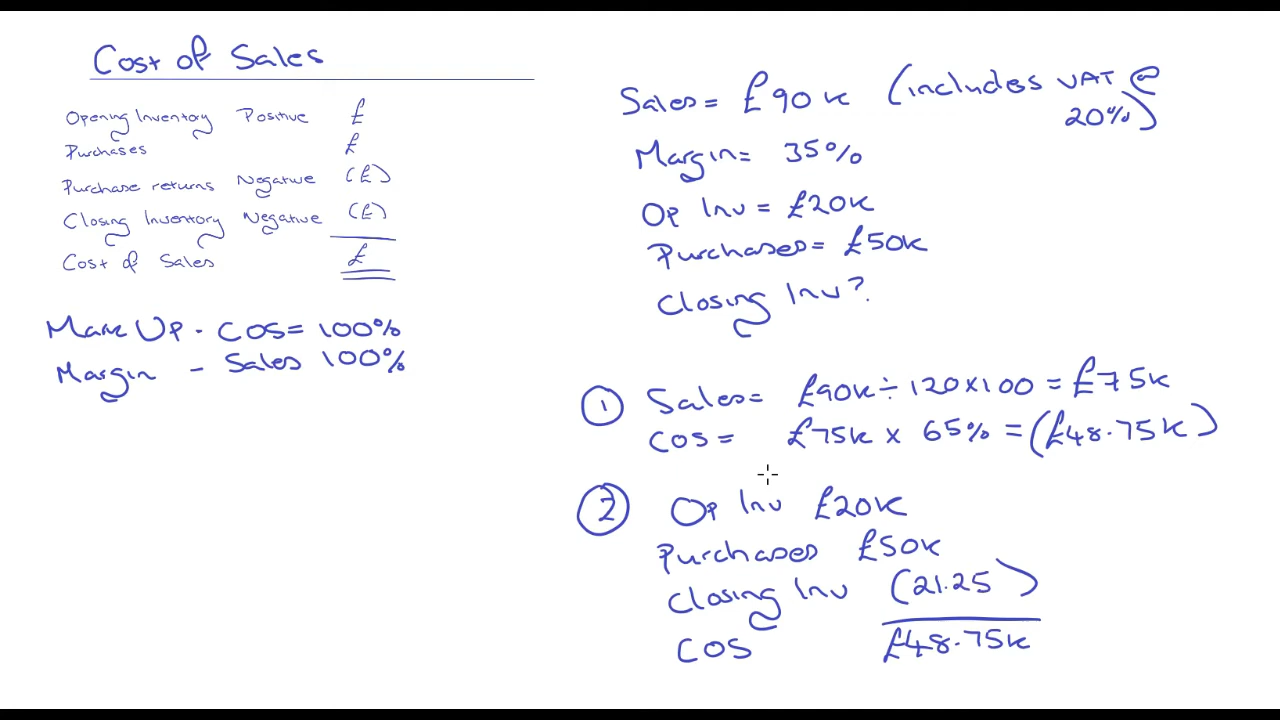 Cost of Sales
Opening Inventory Positive £
Purchases £
Purchase returns Negative (£)
Closing Inventory Negative (£)
Cost of Sales £
Mark Up - COS = 100%
Margin - Sales 100%
Sales = £90k (includes VAT @
20%)
Margin = 35%
Op Inv = £20k
Purchases = £50k
Closing Inv?
1 Sales = £90k ÷ 120 x 100 = £75k
COS = £75k x 65% = (£48.75k)
2 Op Inv £20k
Purchases £50k
Closing Inv (21.25)
COS £48.75k